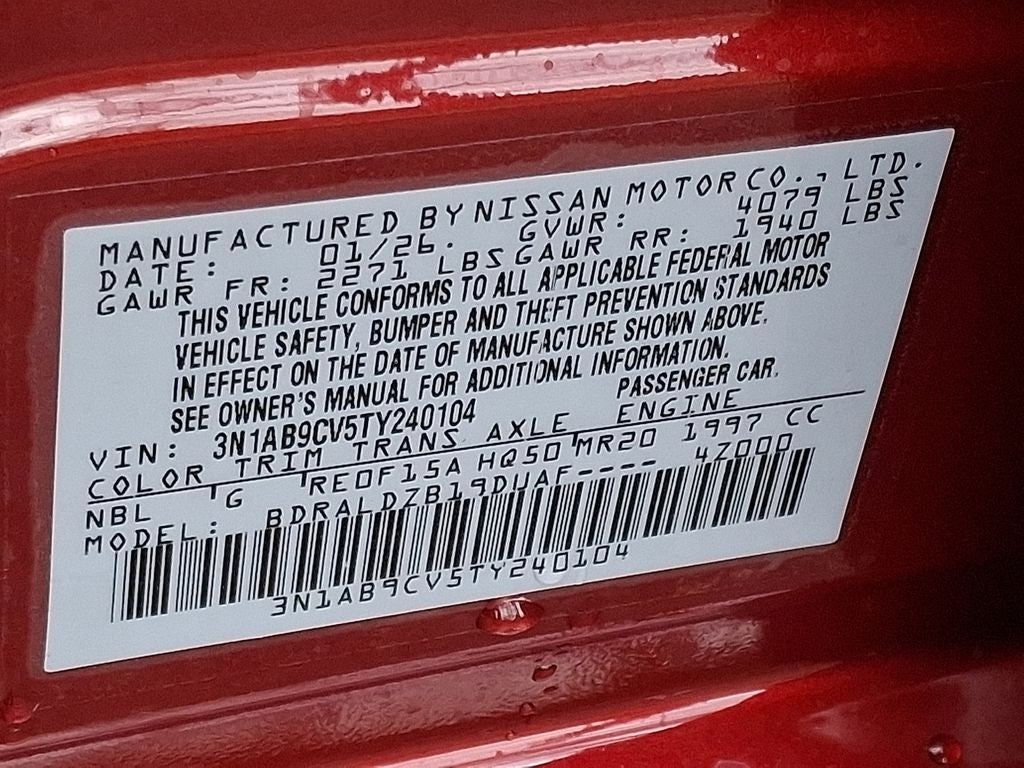 MANUFACTURED BY NISSAN MOTOR CO., LTD.
DATE: 01/26. GVWR: 4079 LBS
GAWR FR: 2271 LBS GAWR RR: 1940 LBS
THIS VEHICLE CONFORMS TO ALL APPLICABLE FEDERAL MOTOR
VEHICLE SAFETY, BUMPER AND THEFT PREVENTION STANDARDS
IN EFFECT ON THE DATE OF MANUFACTURE SHOWN ABOVE.
SEE OWNER'S MANUAL FOR ADDITIONAL INFORMATION.
VIN: 3N1AB9CV5TY240104 PASSENGER CAR.
COLOR TRIM TRANS AXLE ENGINE
NBL G RE0F15A HQ50 MR20 1997 CC
MODEL: BDRALDZB19DUAF---- 4Z000
3N1AB9CV5TY240104